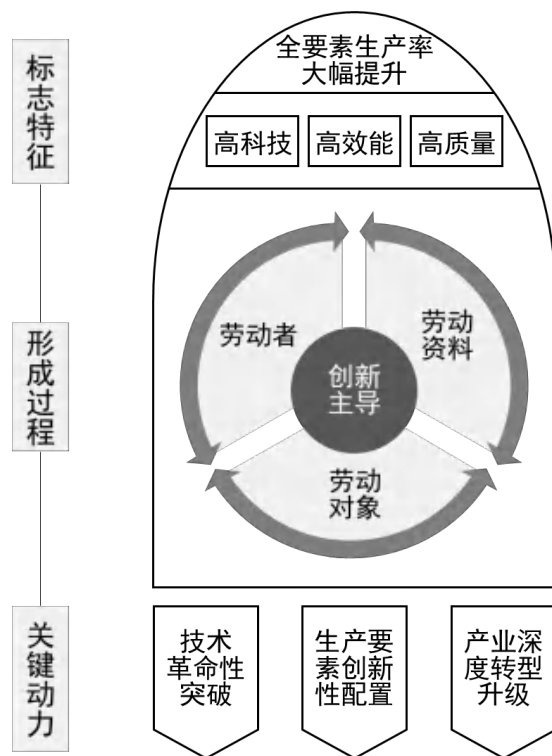 标志特征
全要素生产率
大幅提升
高科技
高效能
高质量
形成过程
劳动者
劳动
资料
创新
主导
劳动
对象
关键动力
技术
革命性
突破
生产要
素创新
性配置
产业深
度转型
升级